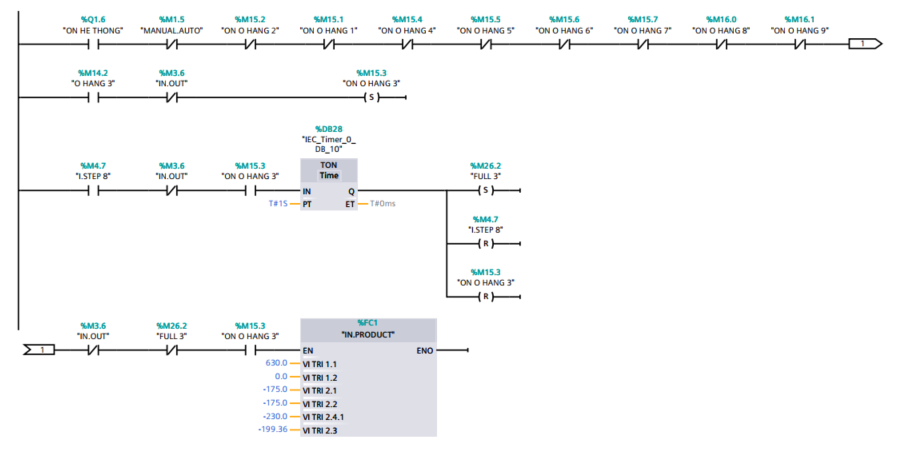 %Q1.6 %M1.5 %M15.2 %M15.1 %M15.4 %M15.5 %M15.6 %M15.7 %M16.0 %M16.1
"ON HE THONG" "MANUAL.AUTO" "ON O HANG 2" "ON O HANG 1" "ON O HANG 4" "ON O HANG 5" "ON O HANG 6" "ON O HANG 7" "ON O HANG 8" "ON O HANG 9"
1
%M14.2 %M3.6 %M15.3
"O HANG 3" "IN.OUT" "ON O HANG 3"
S
%DB28
"IEC_Timer_0_
DB_10"
%M4.7 %M3.6 %M15.3 TON %M26.2
"I.STEP 8" "IN.OUT" "ON O HANG 3" Time "FULL 3"
IN Q S
T#1S PT ET T#0ms
%M4.7
"I.STEP 8"
R
%M15.3
"ON O HANG 3"
R
%M3.6 %M26.2 %M15.3 %FC1
"IN.OUT" "FULL 3" "ON O HANG 3" "IN.PRODUCT"
1 EN ENO
630.0 VI TRI 1.1
0.0 VI TRI 1.2
-175.0 VI TRI 2.1
-175.0 VI TRI 2.2
-230.0 VI TRI 2.4.1
-199.36 VI TRI 2.3